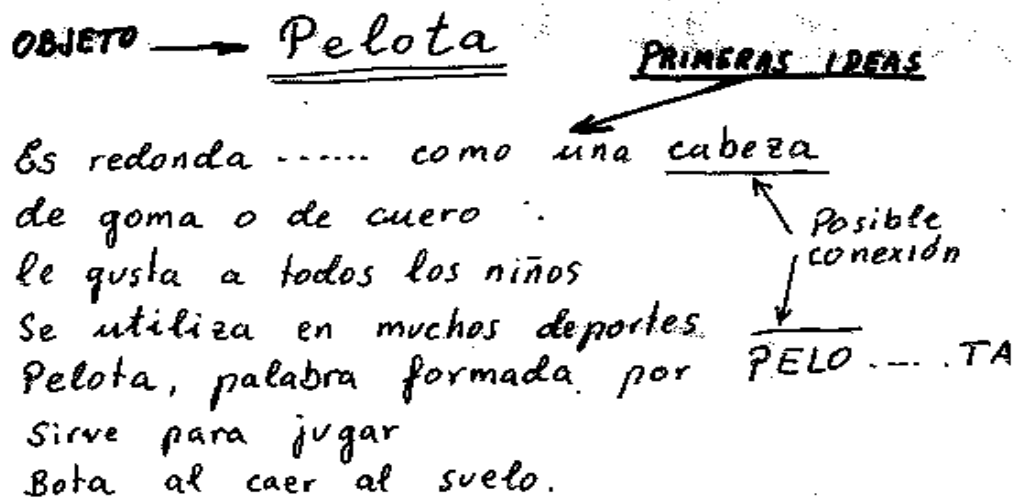 OBJETO → Pelota
PRIMERAS IDEAS
Es redonda ...... como una cabeza
de goma o de cuero
Posible
conexión
le gusta a todos los niños
Se utiliza en muchos deportes
Pelota, palabra formada por PELO .... TA
Sirve para jugar
Bota al caer al suelo.